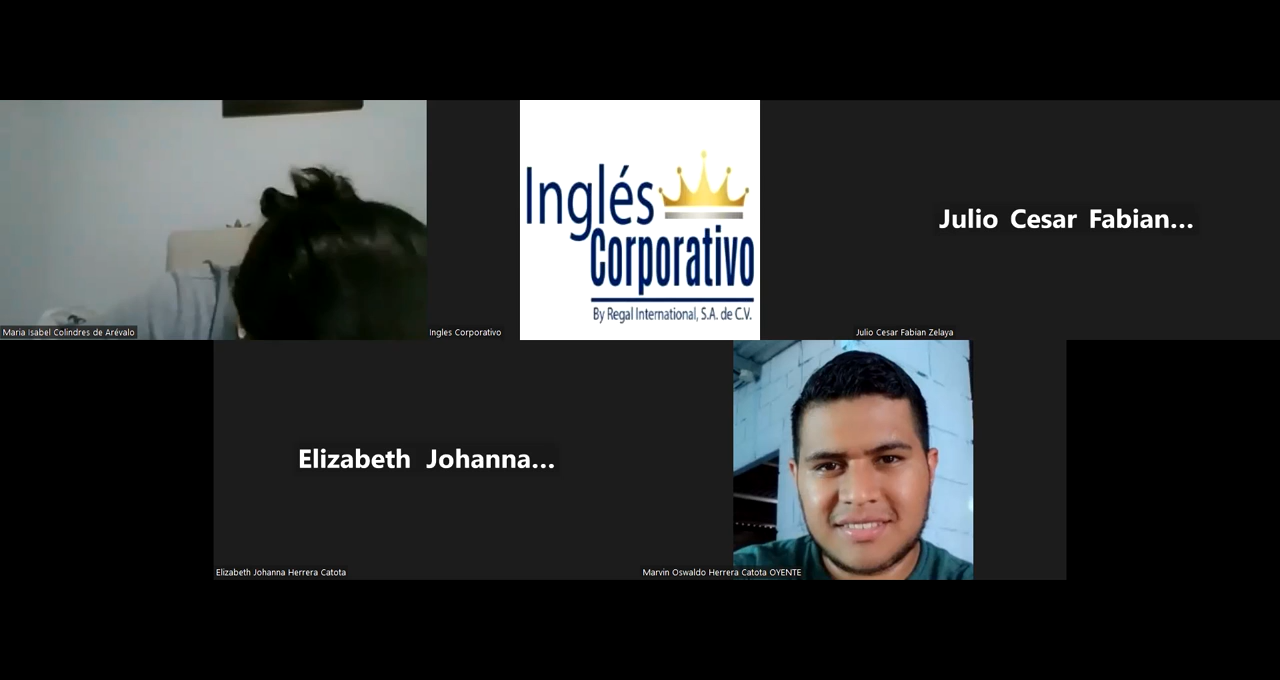 Inglés
Corporativo
By Regal International, S.A. de C.V.
Julio Cesar Fabian...
Maria Isabel Colindres de Arévalo
Ingles Corporativo
Julio Cesar Fabian Zelaya
Elizabeth Johanna...
Elizabeth Johanna Herrera Catota
Marvin Oswaldo Herrera Catota OYENTE